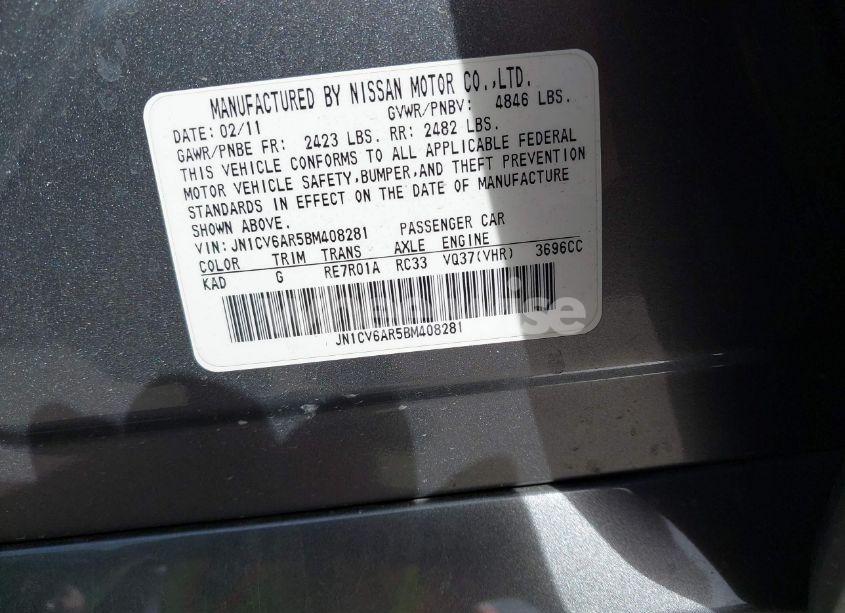 MANUFACTURED BY NISSAN MOTOR CO.,LTD.
DATE: 02/11 GVWR/PNBV: 4846 LBS.
GAWR/PNBE FR: 2423 LBS. RR: 2482 LBS.
THIS VEHICLE CONFORMS TO ALL APPLICABLE FEDERAL
MOTOR VEHICLE SAFETY,BUMPER,AND THEFT PREVENTION
STANDARDS IN EFFECT ON THE DATE OF MANUFACTURE
SHOWN ABOVE.
VIN: JN1CV6AR5BM408281 PASSENGER CAR
COLOR TRIM TRANS AXLE ENGINE
KAD G RE7R01A RC33 VQ37(VHR) 3696CC
JN1CV6AR5BM408281